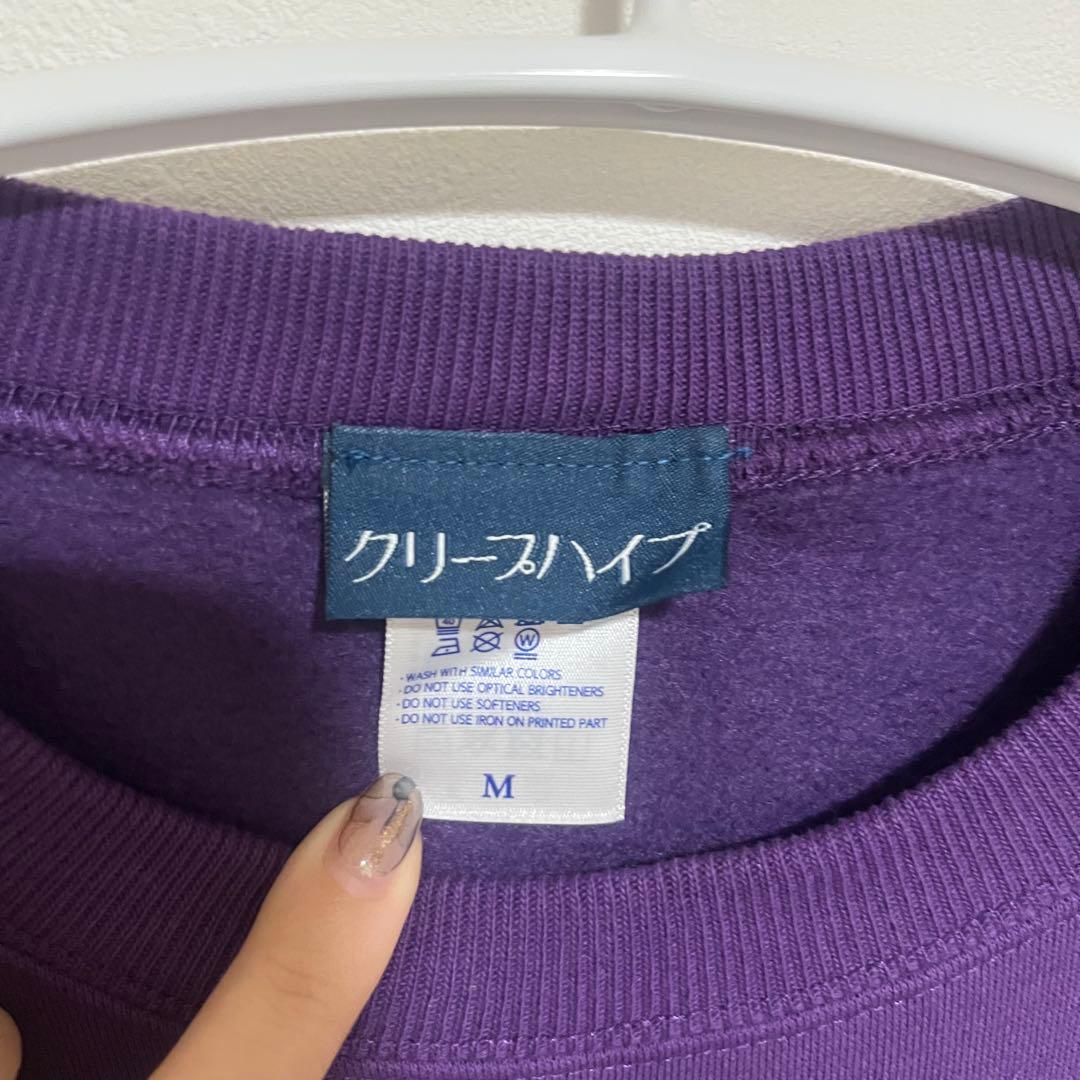 クリープハイプ
W
• WASH WITH SIMILAR COLORS
• DO NOT USE OPTICAL BRIGHTENERS
• DO NOT USE SOFTENERS
• DO NOT USE IRON ON PRINTED PART
M